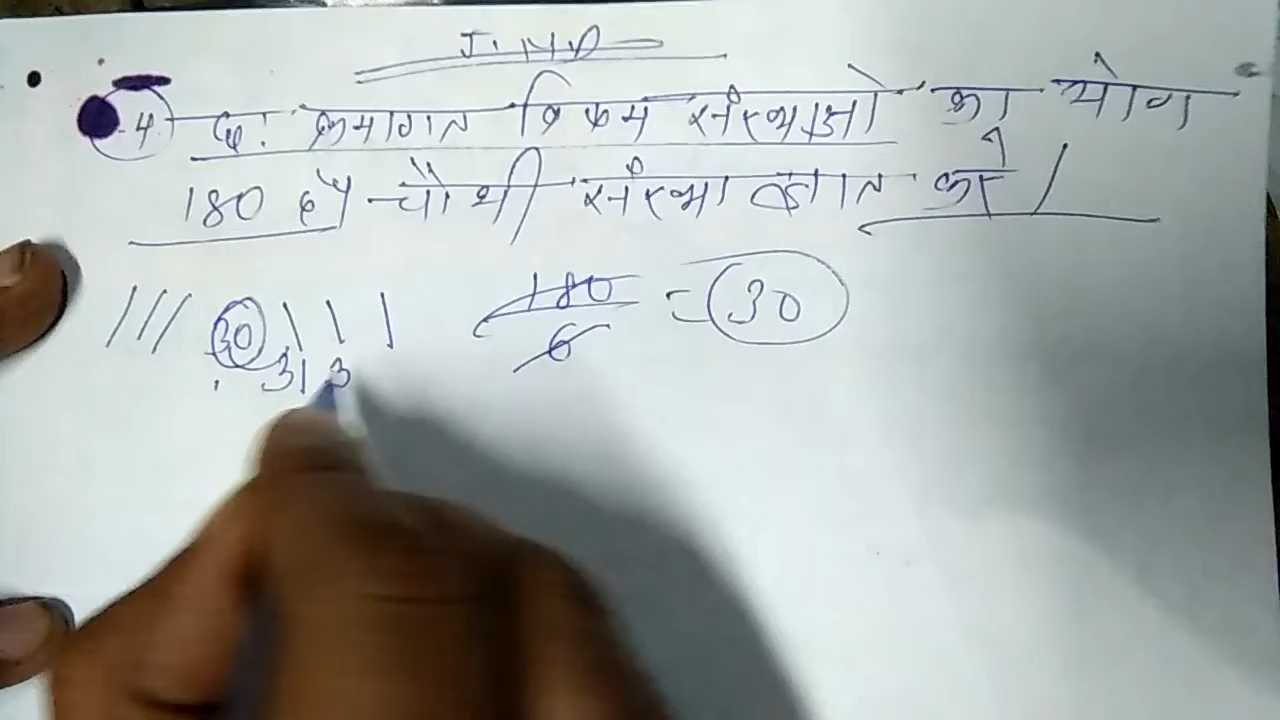 4. छः क्रमागत विषम संख्याओं का योग
180 है चौथी संख्या ज्ञात करें।
/ / / 30 | | | 180/6 = 30
31 3